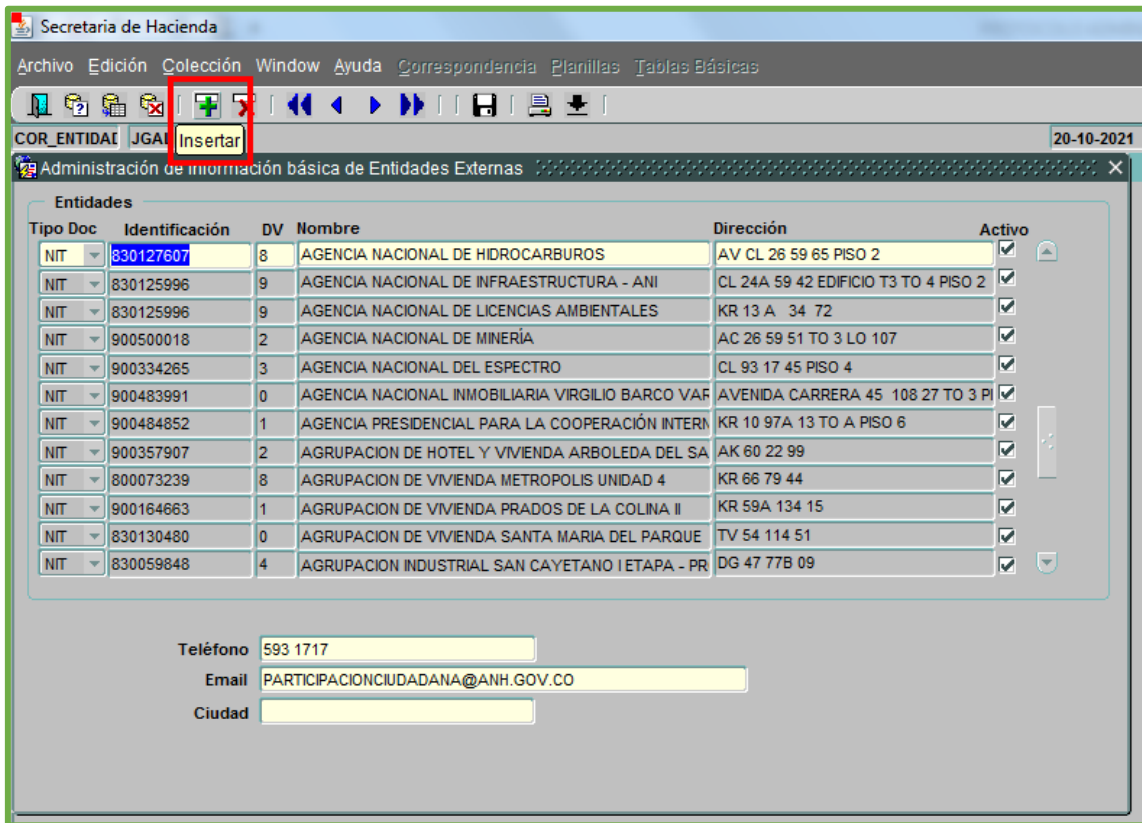 Secretaria de Hacienda
Archivo Edición Colección Window Ayuda Correspondencia Planillas Tablas Básicas
COR_ENTIDAD JGAL Insertar 20-10-2021
Administración de información básica de Entidades Externas
Entidades
Tipo Doc Identificación DV Nombre Dirección Activo
NIT 830127607 8 AGENCIA NACIONAL DE HIDROCARBUROS AV CL 26 59 65 PISO 2
NIT 830125996 9 AGENCIA NACIONAL DE INFRAESTRUCTURA - ANI CL 24A 59 42 EDIFICIO T3 TO 4 PISO 2
NIT 830125996 9 AGENCIA NACIONAL DE LICENCIAS AMBIENTALES KR 13 A 34 72
NIT 900500018 2 AGENCIA NACIONAL DE MINERÍA AC 26 59 51 TO 3 LO 107
NIT 900334265 3 AGENCIA NACIONAL DEL ESPECTRO CL 93 17 45 PISO 4
NIT 900483991 0 AGENCIA NACIONAL INMOBILIARIA VIRGILIO BARCO VAR AVENIDA CARRERA 45 108 27 TO 3 PI
NIT 900484852 1 AGENCIA PRESIDENCIAL PARA LA COOPERACIÓN INTERN KR 10 97A 13 TO A PISO 6
NIT 900357907 2 AGRUPACION DE HOTEL Y VIVIENDA ARBOLEDA DEL SA AK 60 22 99
NIT 800073239 8 AGRUPACION DE VIVIENDA METROPOLIS UNIDAD 4 KR 66 79 44
NIT 900164663 1 AGRUPACION DE VIVIENDA PRADOS DE LA COLINA II KR 59A 134 15
NIT 830130480 0 AGRUPACION DE VIVIENDA SANTA MARIA DEL PARQUE TV 54 114 51
NIT 830059848 4 AGRUPACION INDUSTRIAL SAN CAYETANO I ETAPA - PR DG 47 77B 09
Teléfono 593 1717
Email PARTICIPACIONCIUDADANA@ANH.GOV.CO
Ciudad